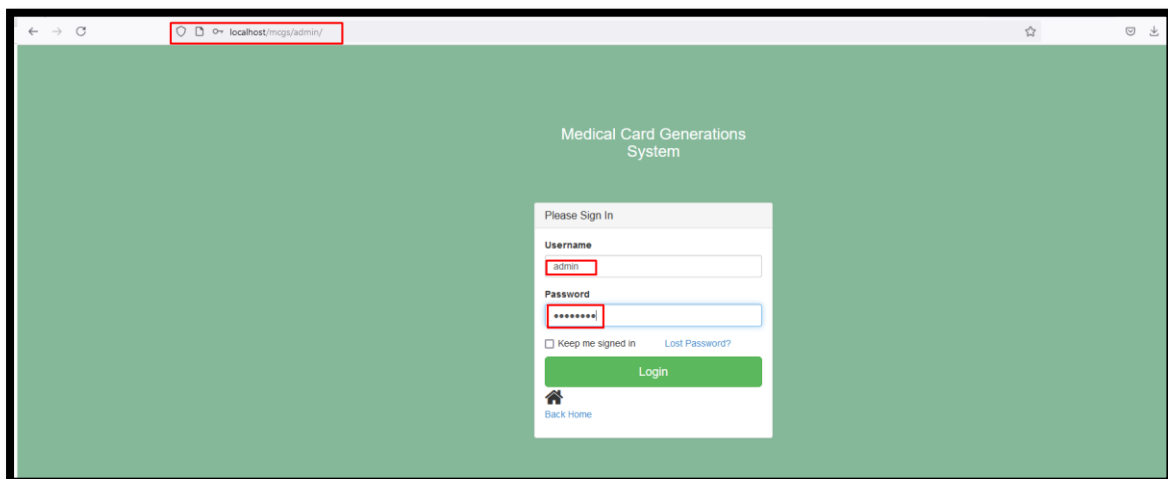 localhost/mcgs/admin/
Medical Card Generations
System
Please Sign In
Username
admin
Password
••••••••
Keep me signed in Lost Password?
Login
Back Home